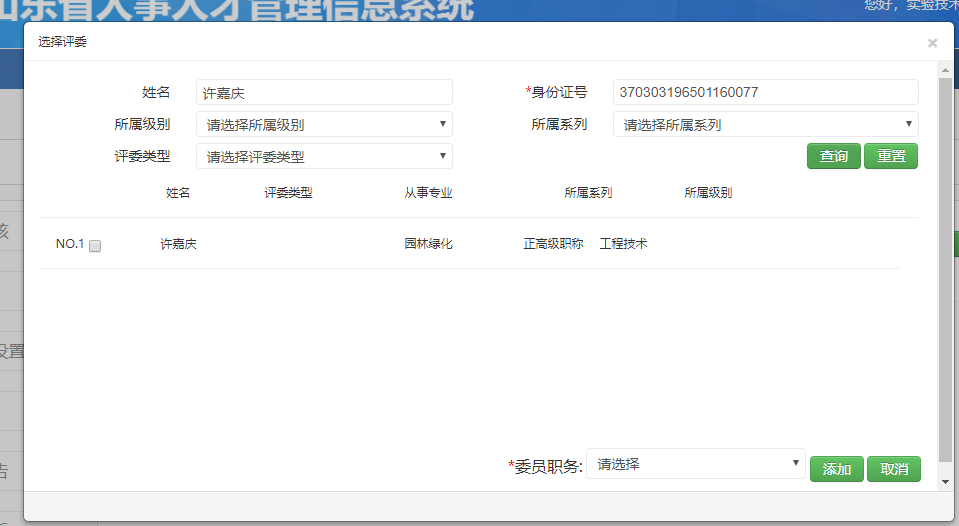 山东省人事人才管理信息系统
您好，实验技术
选择评委
×
姓名 许嘉庆 *身份证号 370303196501160077
所属级别 请选择所属级别 所属系列 请选择所属系列
评委类型 请选择评委类型 查询 重置
姓名 评委类型 从事专业 所属系列 所属级别
NO.1 许嘉庆 园林绿化 正高级职称 工程技术
核
设置
告
*委员职务: 请选择 添加 取消